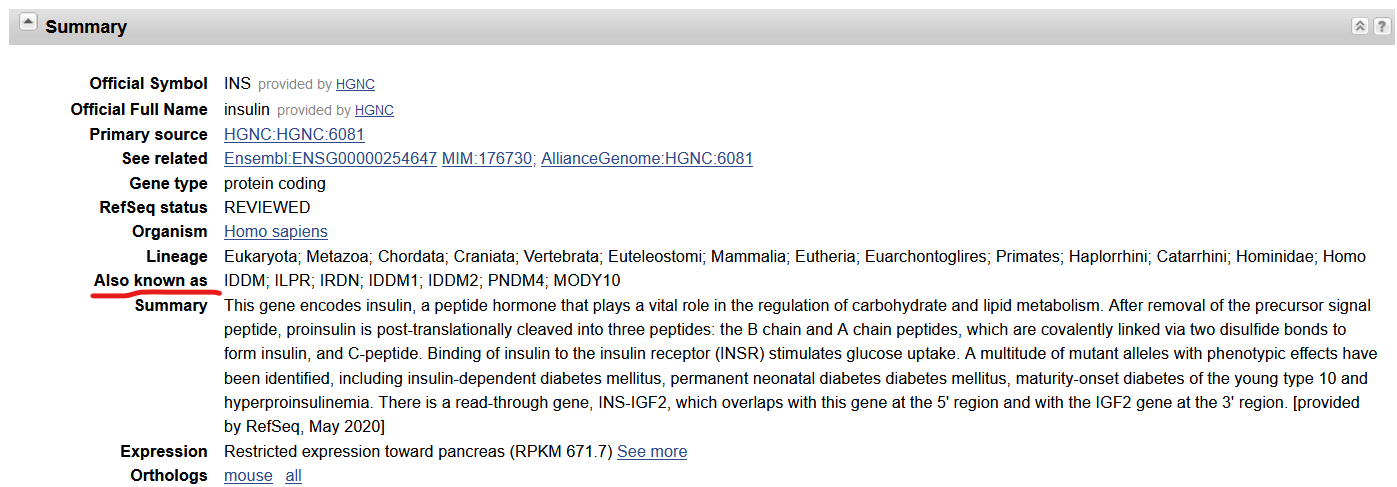 Summary
Official Symbol INS provided by HGNC
Official Full Name insulin provided by HGNC
Primary source HGNC:HGNC:6081
See related Ensembl:ENSG00000254647 MIM:176730; AllianceGenome:HGNC:6081
Gene type protein coding
RefSeq status REVIEWED
Organism Homo sapiens
Lineage Eukaryota; Metazoa; Chordata; Craniata; Vertebrata; Euteleostomi; Mammalia; Eutheria; Euarchontoglires; Primates; Haplorrhini; Catarrhini; Hominidae; Homo
Also known as IDDM; ILPR; IRDN; IDDM1; IDDM2; PNDM4; MODY10
Summary This gene encodes insulin, a peptide hormone that plays a vital role in the regulation of carbohydrate and lipid metabolism. After removal of the precursor signal
peptide, proinsulin is post-translationally cleaved into three peptides: the B chain and A chain peptides, which are covalently linked via two disulfide bonds to
form insulin, and C-peptide. Binding of insulin to the insulin receptor (INSR) stimulates glucose uptake. A multitude of mutant alleles with phenotypic effects have
been identified, including insulin-dependent diabetes mellitus, permanent neonatal diabetes diabetes mellitus, maturity-onset diabetes of the young type 10 and
hyperproinsulinemia. There is a read-through gene, INS-IGF2, which overlaps with this gene at the 5' region and with the IGF2 gene at the 3' region. [provided
by RefSeq, May 2020]
Expression Restricted expression toward pancreas (RPKM 671.7) See more
Orthologs mouse all